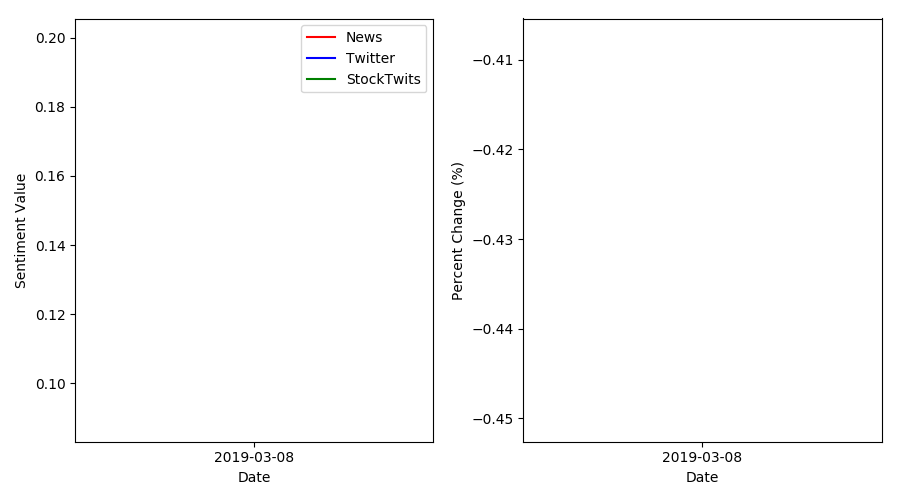 0.20
0.18
0.16
0.14
0.12
0.10
Sentiment Value
News
Twitter
StockTwits
2019-03-08
Date
−0.41
−0.42
−0.43
−0.44
−0.45
Percent Change (%)
2019-03-08
Date